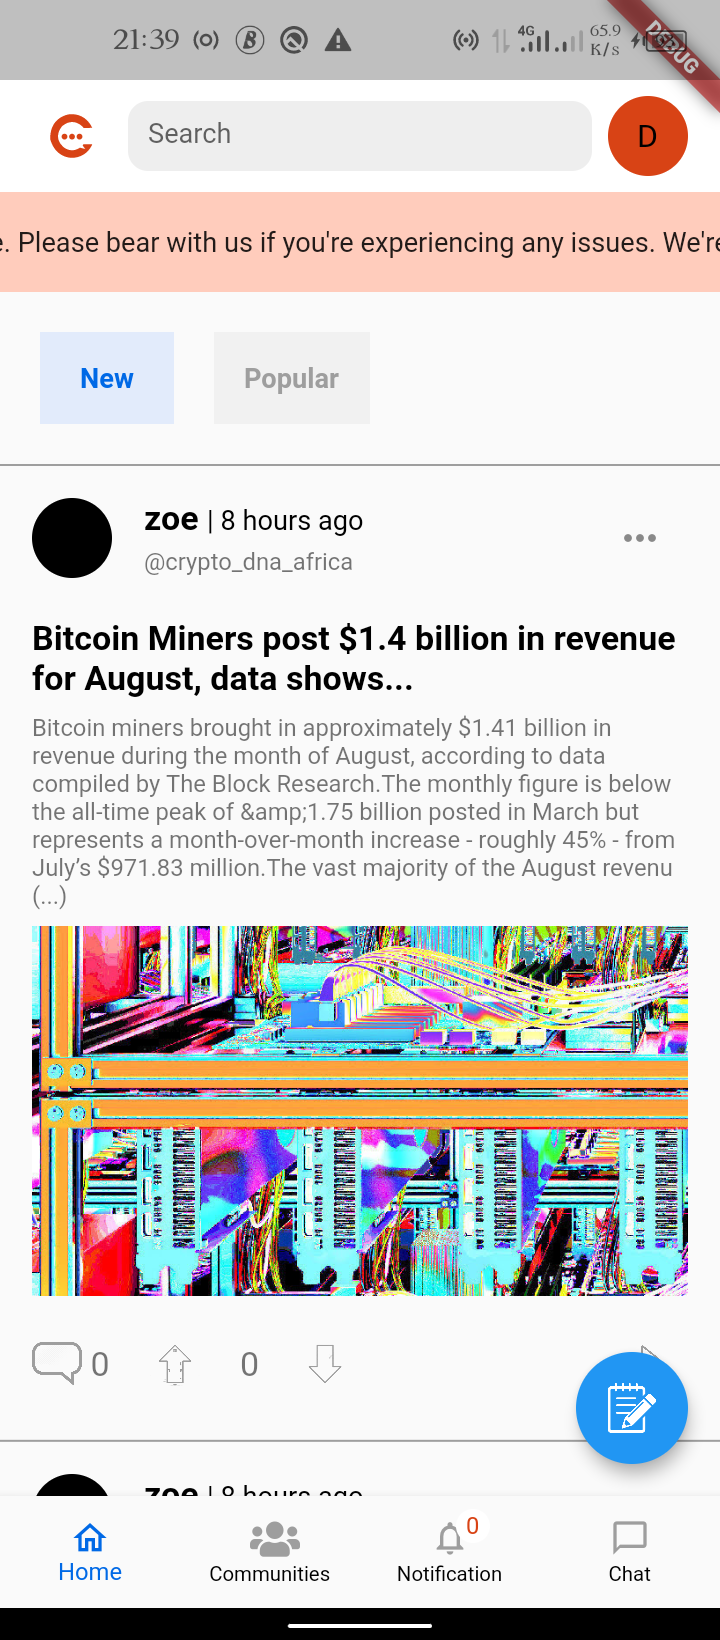 21:39
B
4G
65.9
K/s
DEBUG
Search
D
e. Please bear with us if you're experiencing any issues. We're
New
Popular
zoe | 8 hours ago
@crypto_dna_africa
Bitcoin Miners post $1.4 billion in revenue
for August, data shows...
Bitcoin miners brought in approximately $1.41 billion in
revenue during the month of August, according to data
compiled by The Block Research.The monthly figure is below
the all-time peak of &amp;1.75 billion posted in March but
represents a month-over-month increase - roughly 45% - from
July’s $971.83 million.The vast majority of the August revenu
(...)
0
0
zoe | 8 hours ago
Home
Communities
0
Notification
Chat